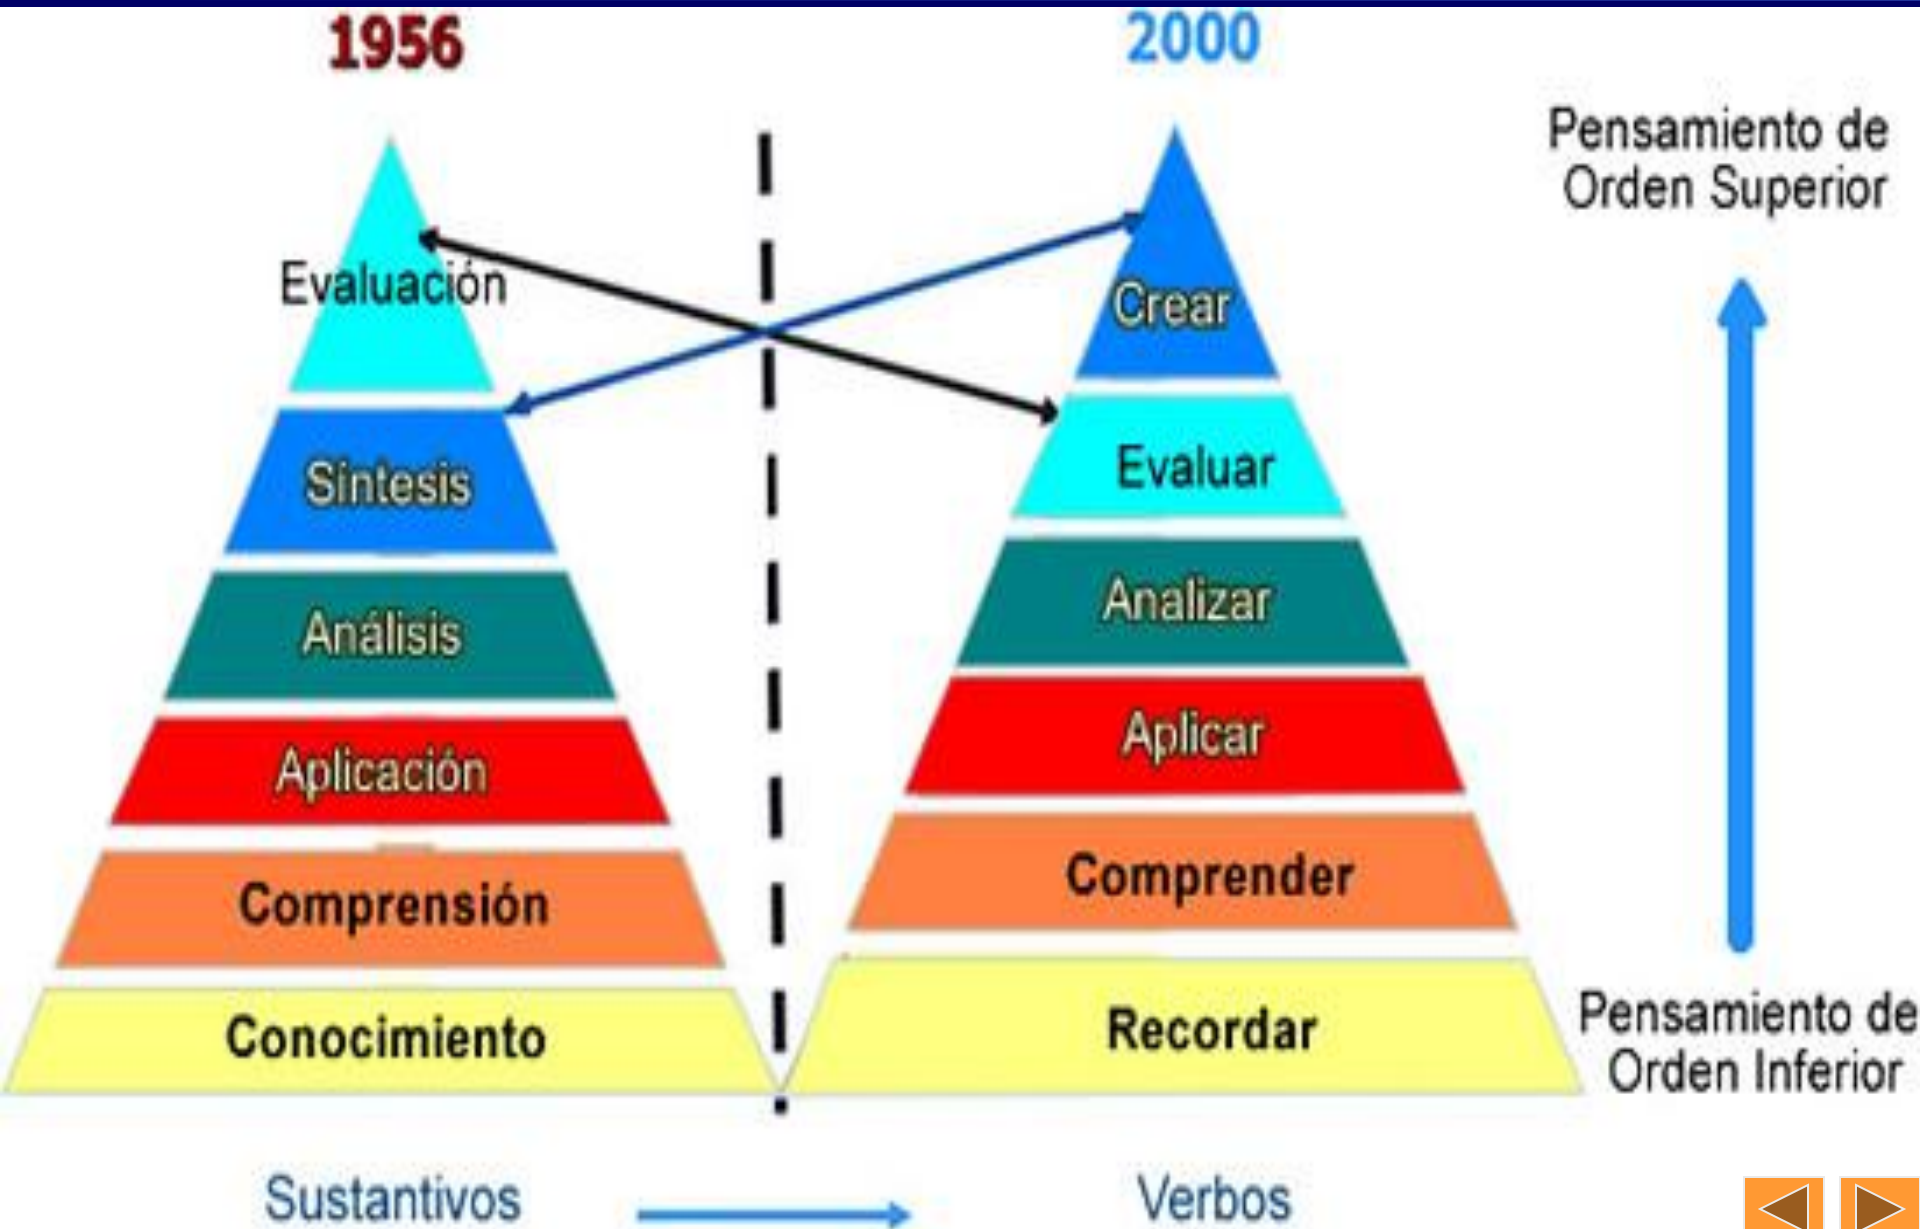 1956
2000
Pensamiento de
Orden Superior
Evaluación
Síntesis
Análisis
Aplicación
Comprensión
Conocimiento
Crear
Evaluar
Analizar
Aplicar
Comprender
Recordar
Pensamiento de
Orden Inferior
Sustantivos
Verbos